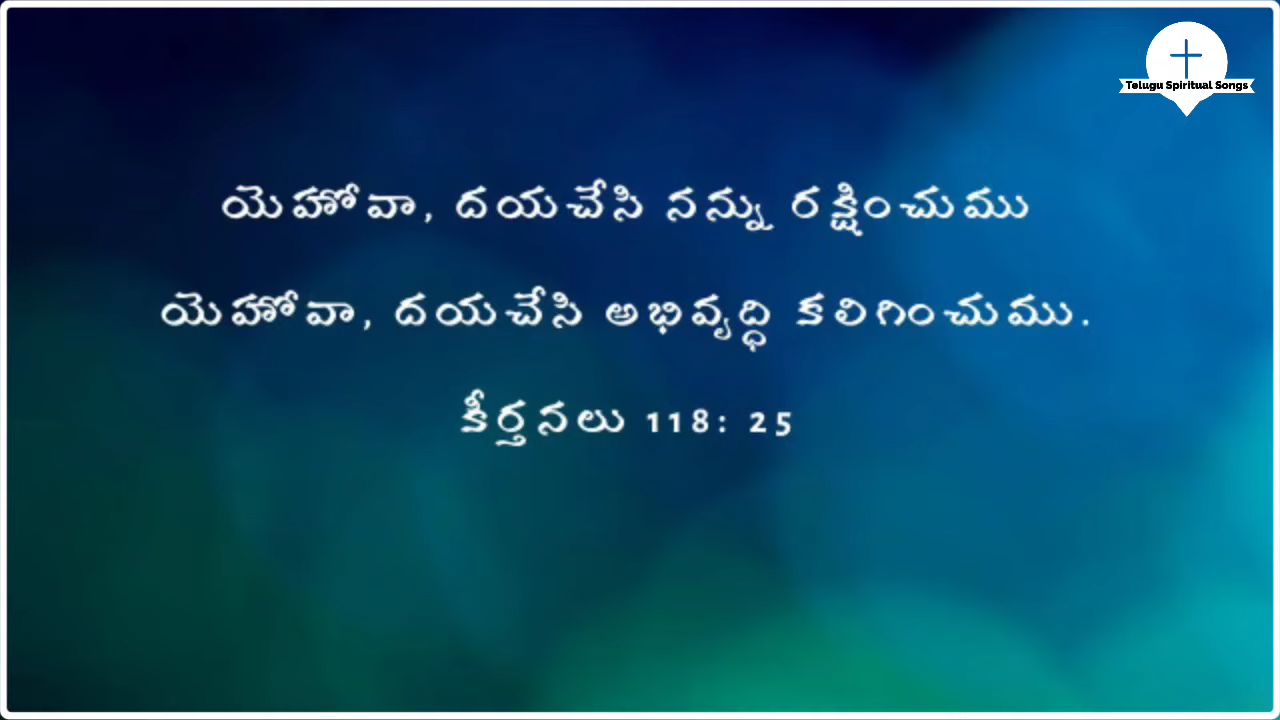 Telugu Spiritual Songs
యెహోవా, దయచేసి నన్ను రక్షించుము
యెహోవా, దయచేసి అభివృద్ధి కలిగించుము.
కీర్తనలు 118: 25